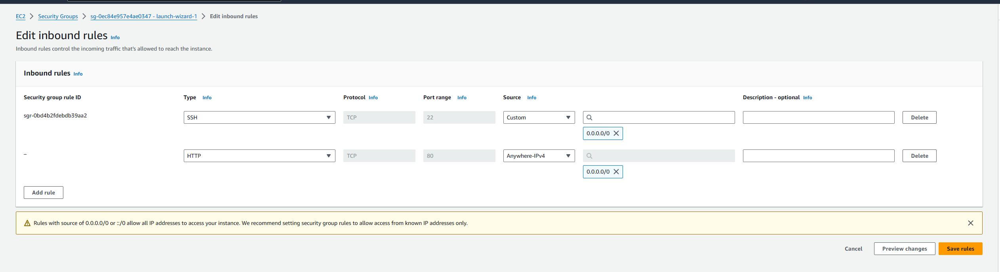 EC2 Security Groups sg-0ec84e957e4ae0347 - launch-wizard-1 Edit inbound rules
Edit inbound rules Info
Inbound rules control the incoming traffic that's allowed to reach the instance.
Inbound rules Info
Security group rule ID Type Info Protocol Info Port range Info Source Info Description - optional Info
sgr-0bd4b2fdebdb39aa2 SSH TCP 22 Custom Delete
0.0.0.0/0
– HTTP TCP 80 Anywhere-IPv4 Delete
0.0.0.0/0
Add rule
Rules with source of 0.0.0.0/0 or ::/0 allow all IP addresses to access your instance. We recommend setting security group rules to allow access from known IP addresses only.
Cancel Preview changes Save rules